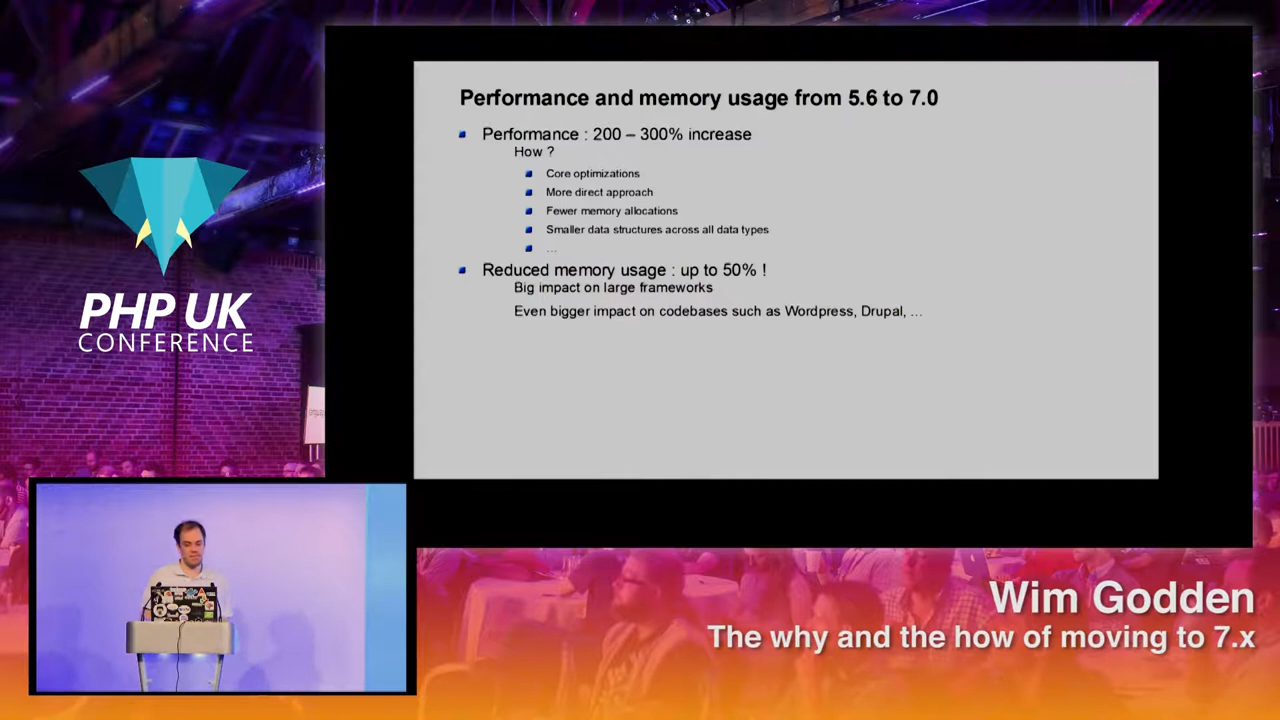 Performance and memory usage from 5.6 to 7.0
Performance : 200 – 300% increase
How ?
Core optimizations
More direct approach
Fewer memory allocations
Smaller data structures across all data types
...
Reduced memory usage : up to 50% !
Big impact on large frameworks
Even bigger impact on codebases such as Wordpress, Drupal, ...
PHP UK
CONFERENCE
Wim Godden
The why and the how of moving to 7.x